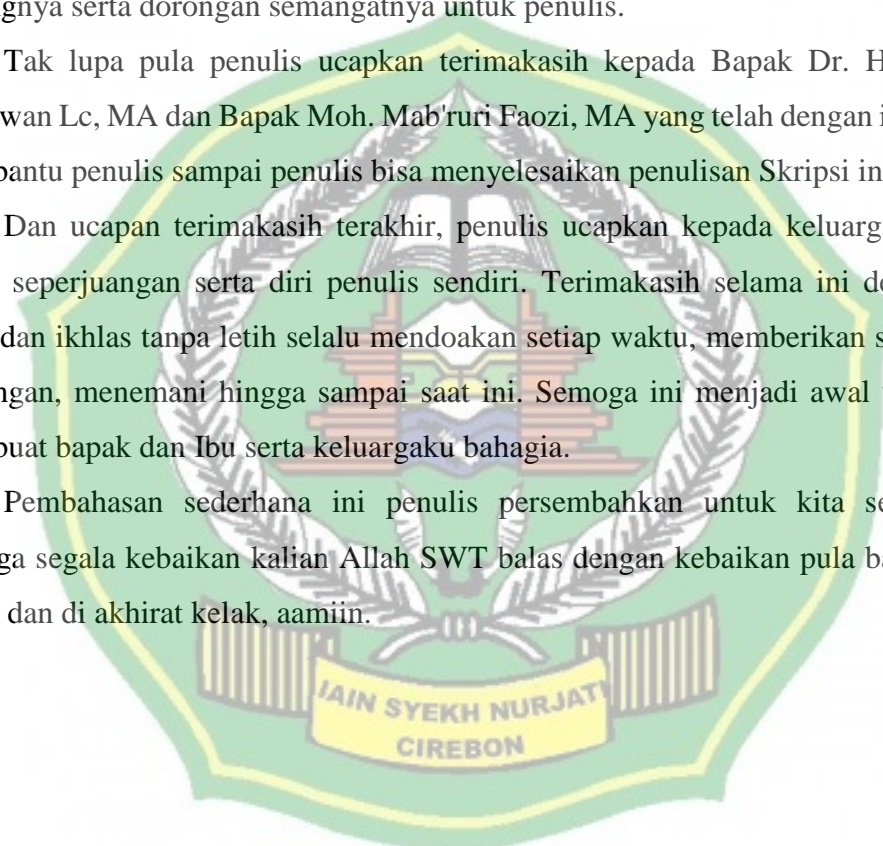 gnya serta dorongan semangatnya untuk penulis.
Tak lupa pula penulis ucapkan terimakasih kepada Bapak Dr. H
wan Lc, MA dan Bapak Moh. Mab'ruri Faozi, MA yang telah dengan i
bantu penulis sampai penulis bisa menyelesaikan penulisan Skripsi in
Dan ucapan terimakasih terakhir, penulis ucapkan kepada keluarg
seperjuangan serta diri penulis sendiri. Terimakasih selama ini de
dan ikhlas tanpa letih selalu mendoakan setiap waktu, memberikan s
ngan, menemani hingga sampai saat ini. Semoga ini menjadi awal
buat bapak dan Ibu serta keluargaku bahagia.
Pembahasan sederhana ini penulis persembahkan untuk kita se
ga segala kebaikan kalian Allah SWT balas dengan kebaikan pula ba
dan di akhirat kelak, aamiin.
IAIN SYEKH NURJATI
CIREBON